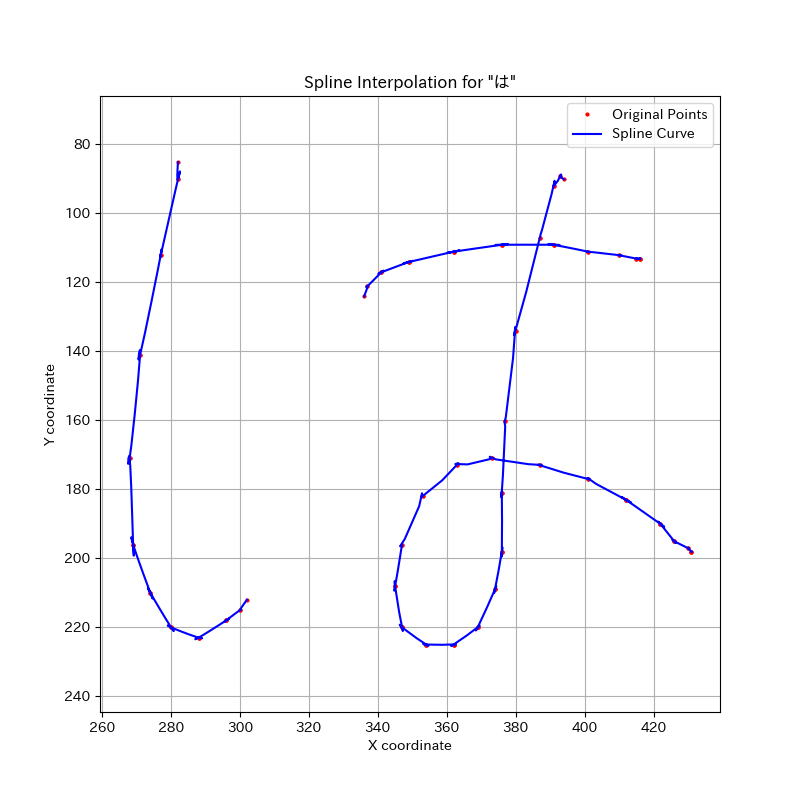 Spline Interpolation for "は"
Original Points
Spline Curve
80
100
120
140
160
180
200
220
240
Y coordinate
260 280 300 320 340 360 380 400 420
X coordinate
は